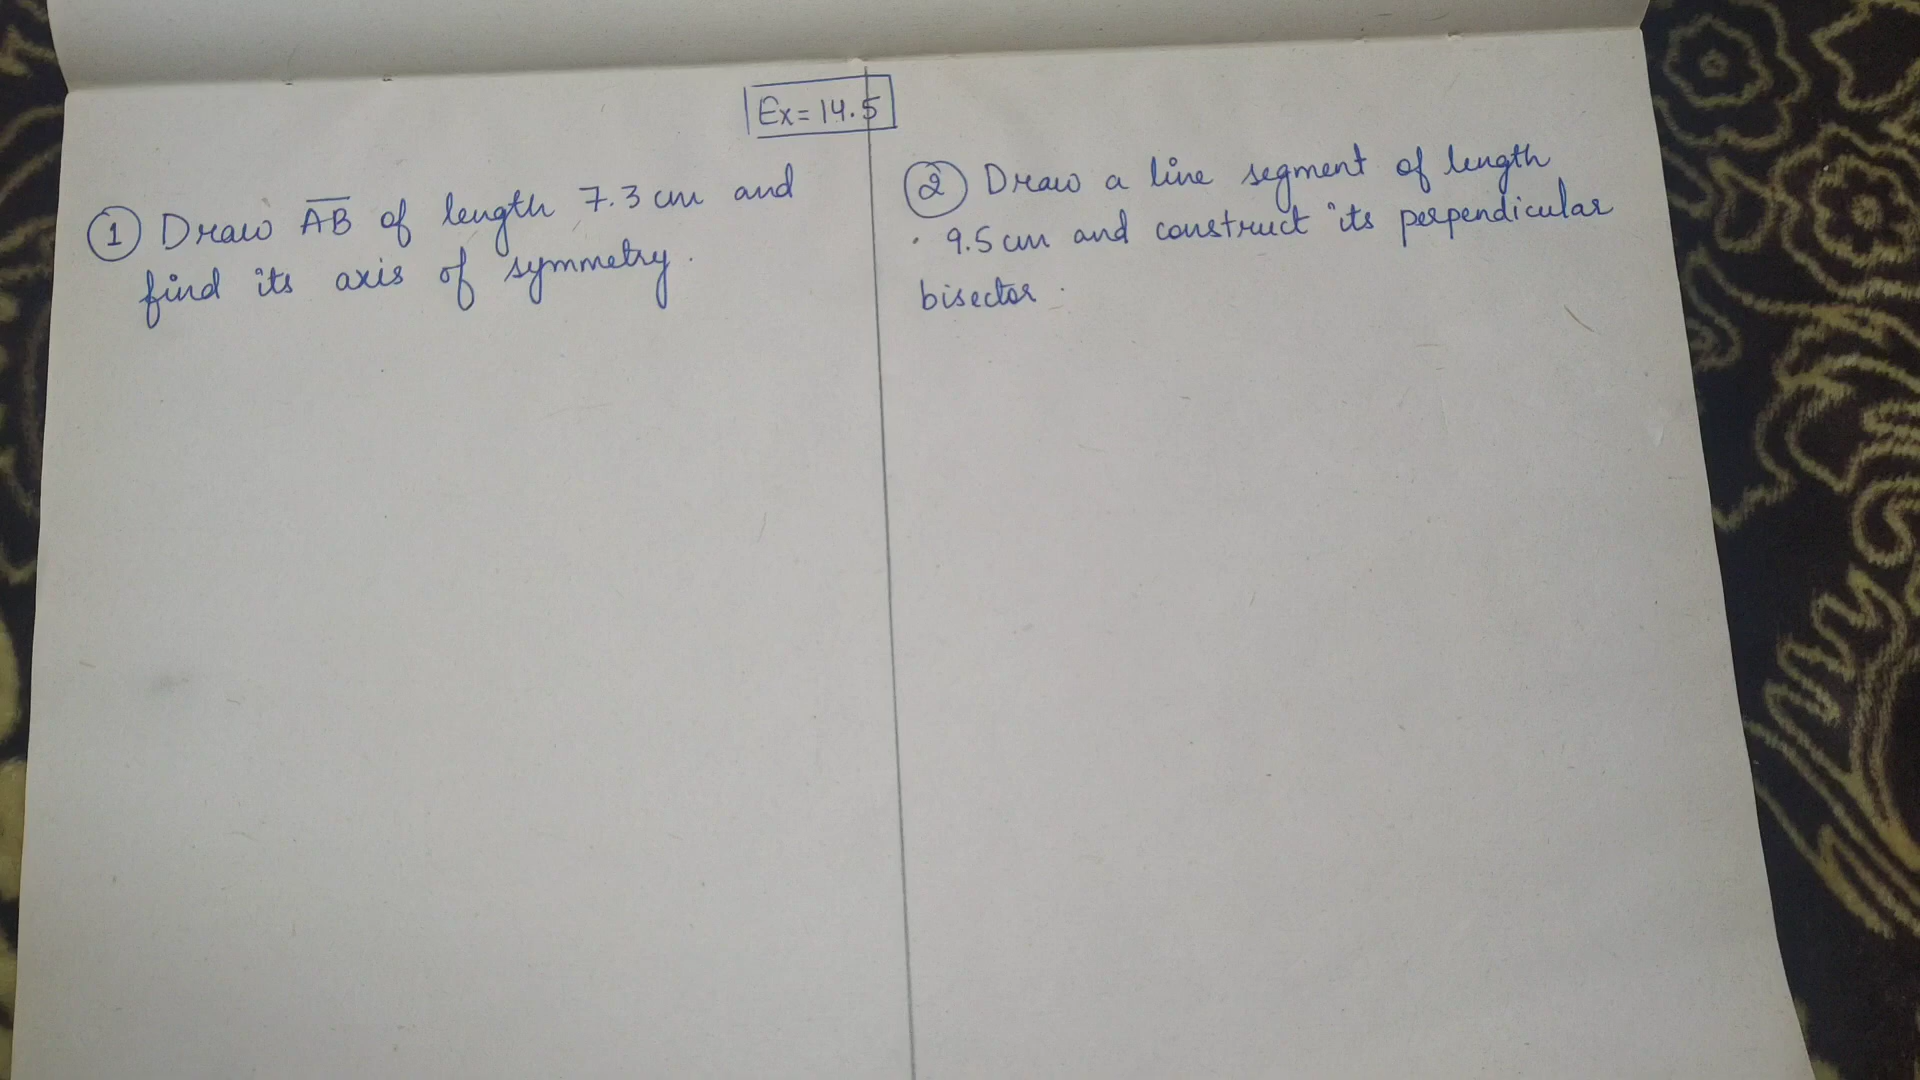 Ex = 14.5
① Draw A̅B̅ of length 7.3 cm and
find its axis of symmetry.
② Draw a line segment of length
9.5 cm and construct its perpendicular
bisector.